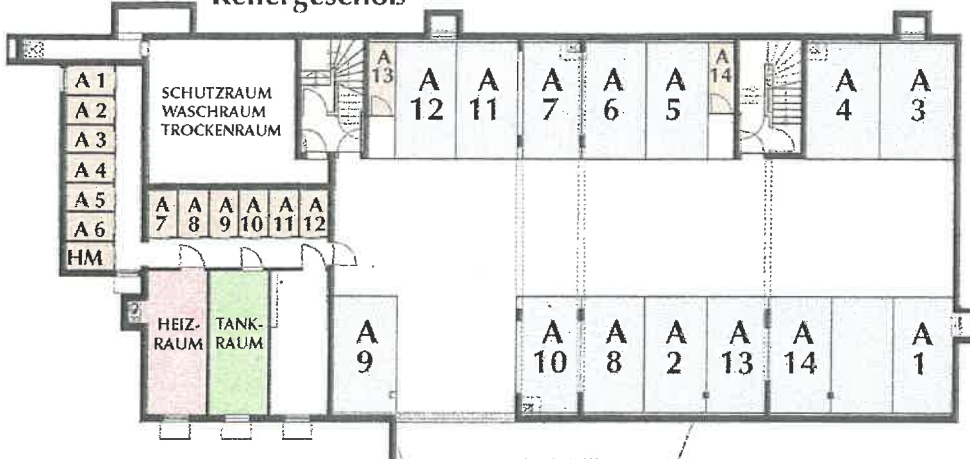 Kellergeschoß
A 1
A 2
A 3
A 4
A 5
A 6
HM
SCHUTZRAUM
WASCHRAUM
TROCKENRAUM
A
13
A
12
A
11
A
7
A
6
A
5
A
14
A
4
A
3
A
7
A
8
A
9
A
10
A
11
A
12
HEIZ-
RAUM
TANK-
RAUM
A
9
A
10
A
8
A
2
A
13
A
14
A
1